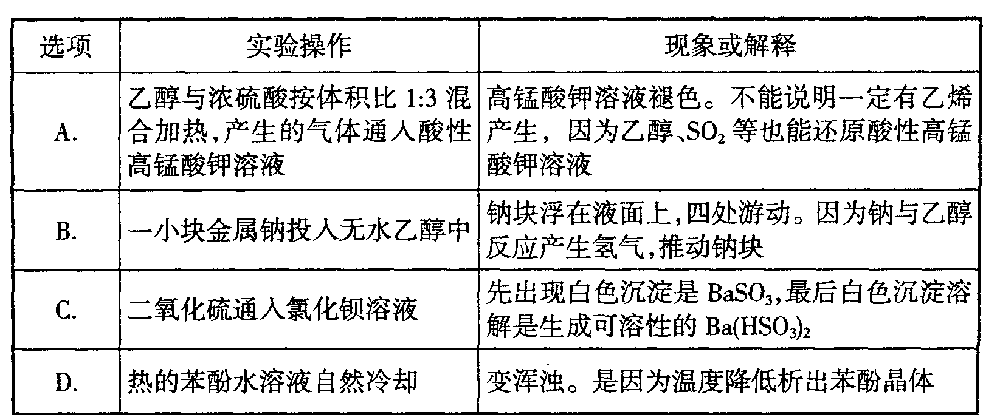 选项 实验操作 现象或解释
A. 乙醇与浓硫酸按体积比 1:3 混
合加热,产生的气体通入酸性
高锰酸钾溶液
高锰酸钾溶液褪色。不能说明一定有乙烯
产生，因为乙醇、SO₂ 等也能还原酸性高锰
酸钾溶液
B. 一小块金属钠投入无水乙醇中
钠块浮在液面上,四处游动。因为钠与乙醇
反应产生氢气,推动钠块
C. 二氧化硫通入氯化钡溶液
先出现白色沉淀是 BaSO₃,最后白色沉淀溶
解是生成可溶性的 Ba(HSO₃)₂
D. 热的苯酚水溶液自然冷却 变浑浊。是因为温度降低析出苯酚晶体